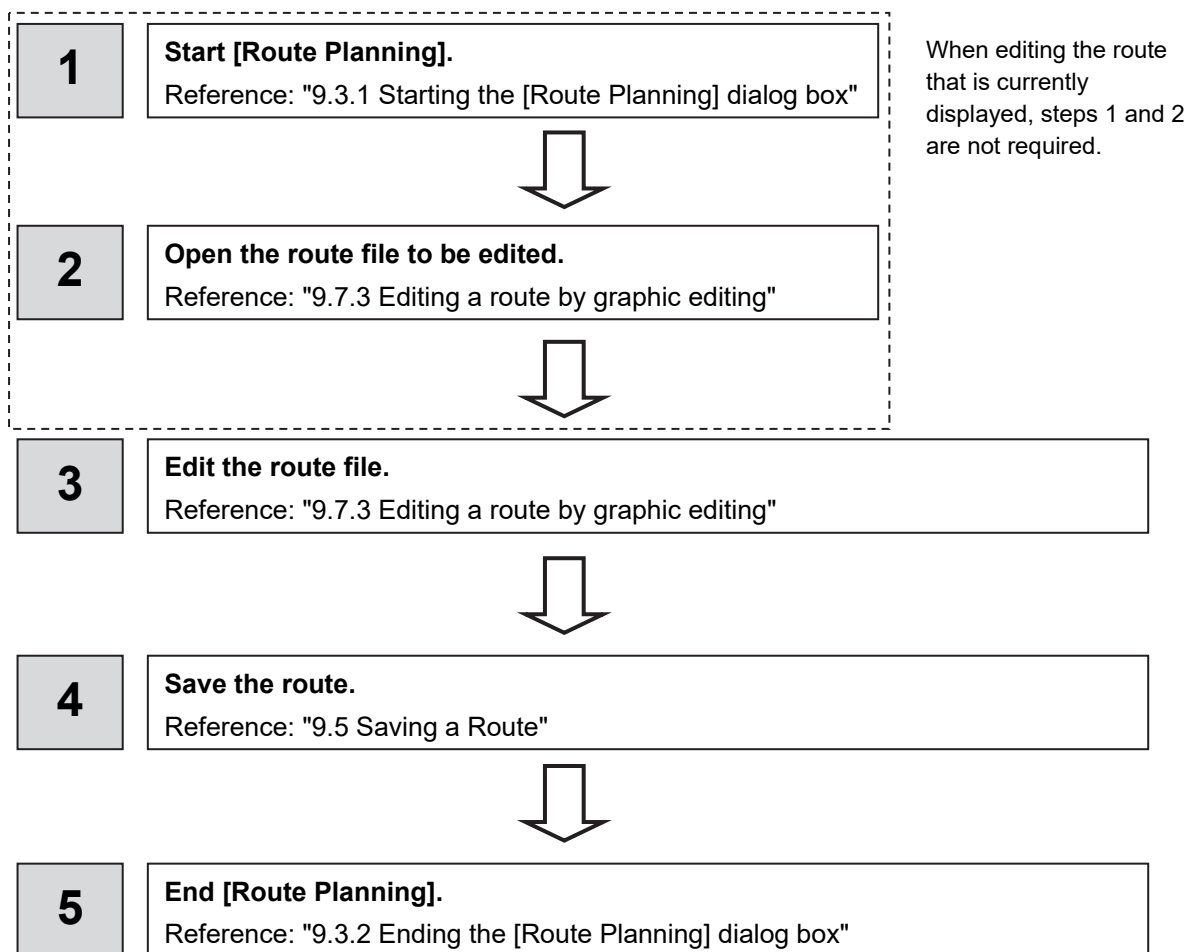 1
Start [Route Planning].
Reference: "9.3.1 Starting the [Route Planning] dialog box"
When editing the route
that is currently
displayed, steps 1 and 2
are not required.
2
Open the route file to be edited.
Reference: "9.7.3 Editing a route by graphic editing"
3
Edit the route file.
Reference: "9.7.3 Editing a route by graphic editing"
4
Save the route.
Reference: "9.5 Saving a Route"
5
End [Route Planning].
Reference: "9.3.2 Ending the [Route Planning] dialog box"